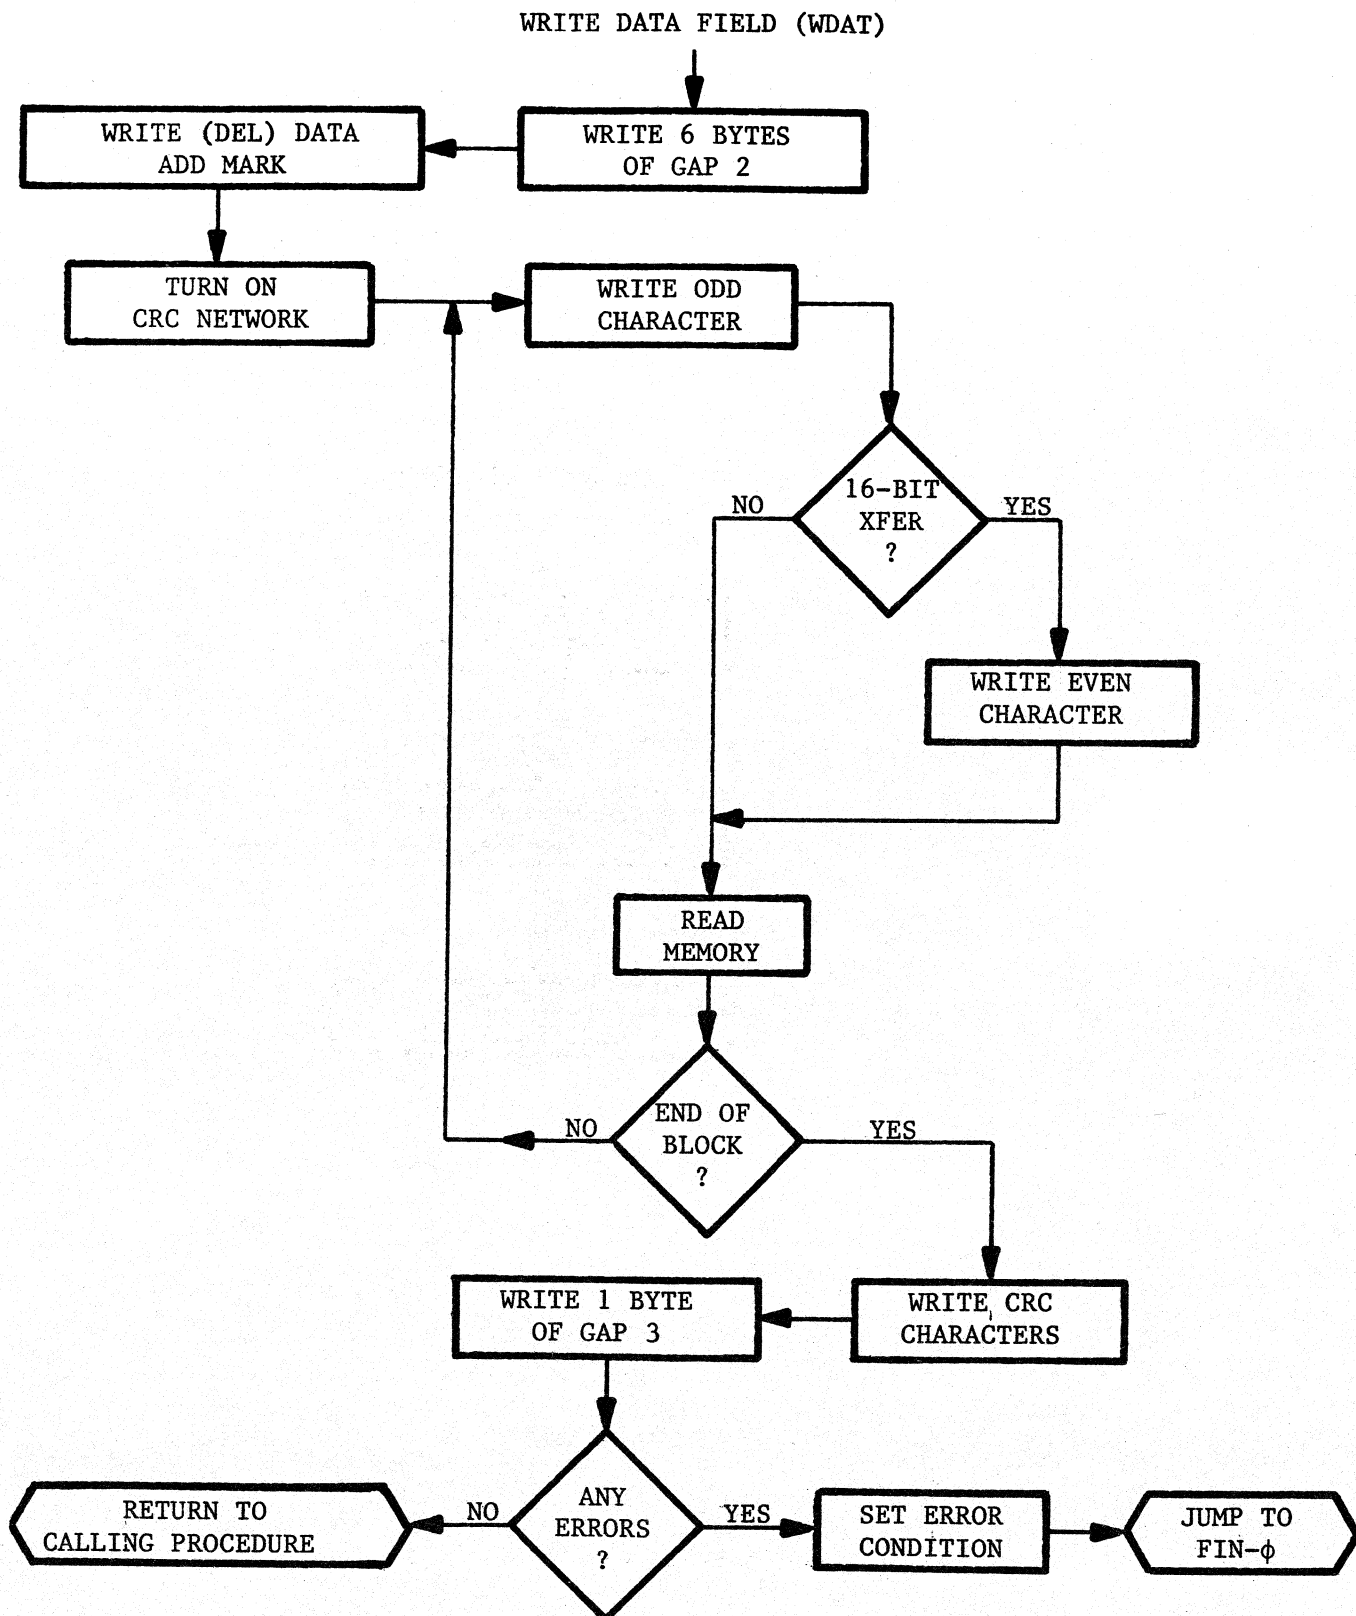 WRITE DATA FIELD (WDAT)
WRITE 6 BYTES
OF GAP 2
WRITE (DEL) DATA
ADD MARK
TURN ON
CRC NETWORK
WRITE ODD
CHARACTER
16-BIT
XFER
?
NO
YES
WRITE EVEN
CHARACTER
READ
MEMORY
END OF
BLOCK
?
NO
YES
WRITE CRC
CHARACTERS
WRITE 1 BYTE
OF GAP 3
ANY
ERRORS
?
NO
YES
RETURN TO
CALLING PROCEDURE
SET ERROR
CONDITION
JUMP TO
FIN-ϕ